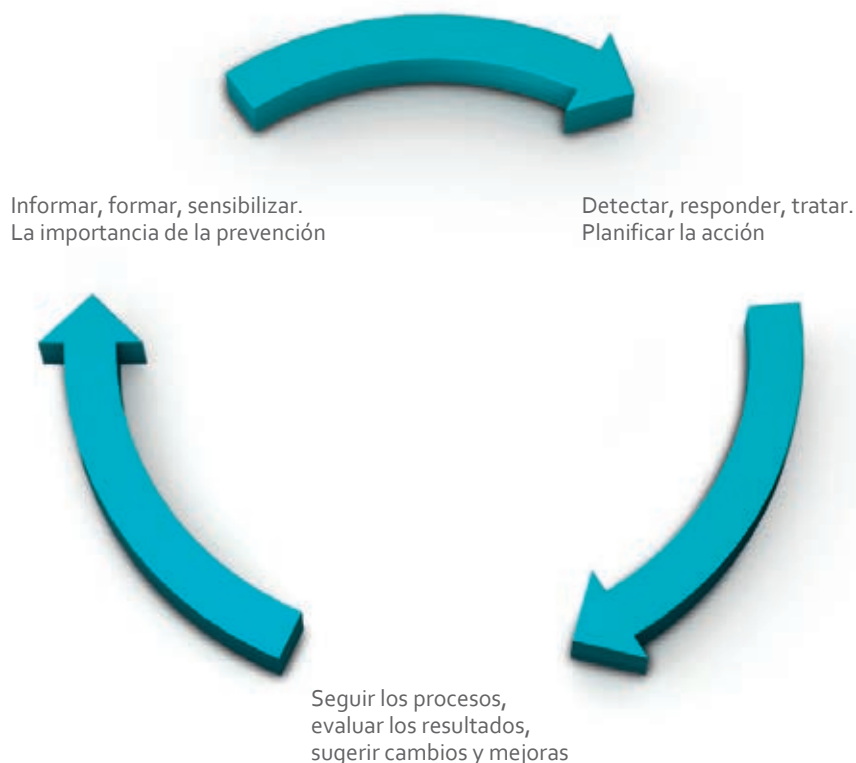 Informar, formar, sensibilizar.
La importancia de la prevención
Detectar, responder, tratar.
Planificar la acción
Seguir los procesos,
evaluar los resultados,
sugerir cambios y mejoras